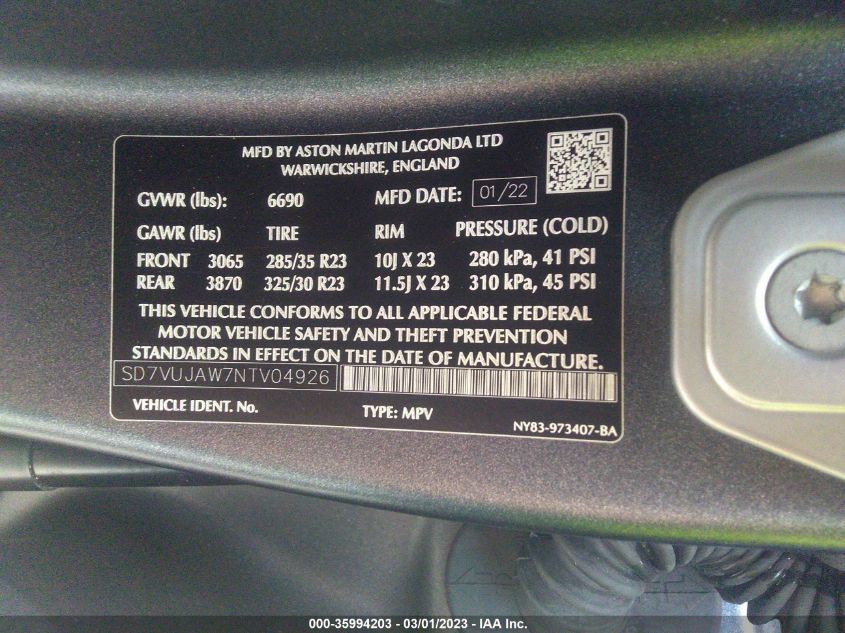 MFD BY ASTON MARTIN LAGONDA LTD
WARWICKSHIRE, ENGLAND
GVWR (lbs): 6690 MFD DATE: 01/22
GAWR (lbs) TIRE RIM PRESSURE (COLD)
FRONT 3065 285/35 R23 10J X 23 280 kPa, 41 PSI
REAR 3870 325/30 R23 11.5J X 23 310 kPa, 45 PSI
THIS VEHICLE CONFORMS TO ALL APPLICABLE FEDERAL
MOTOR VEHICLE SAFETY AND THEFT PREVENTION
STANDARDS IN EFFECT ON THE DATE OF MANUFACTURE.
SD7VUJAW7NTV04926
VEHICLE IDENT. No. TYPE: MPV NY83-973407-BA
000-35994203 - 03/01/2023 - IAA Inc.